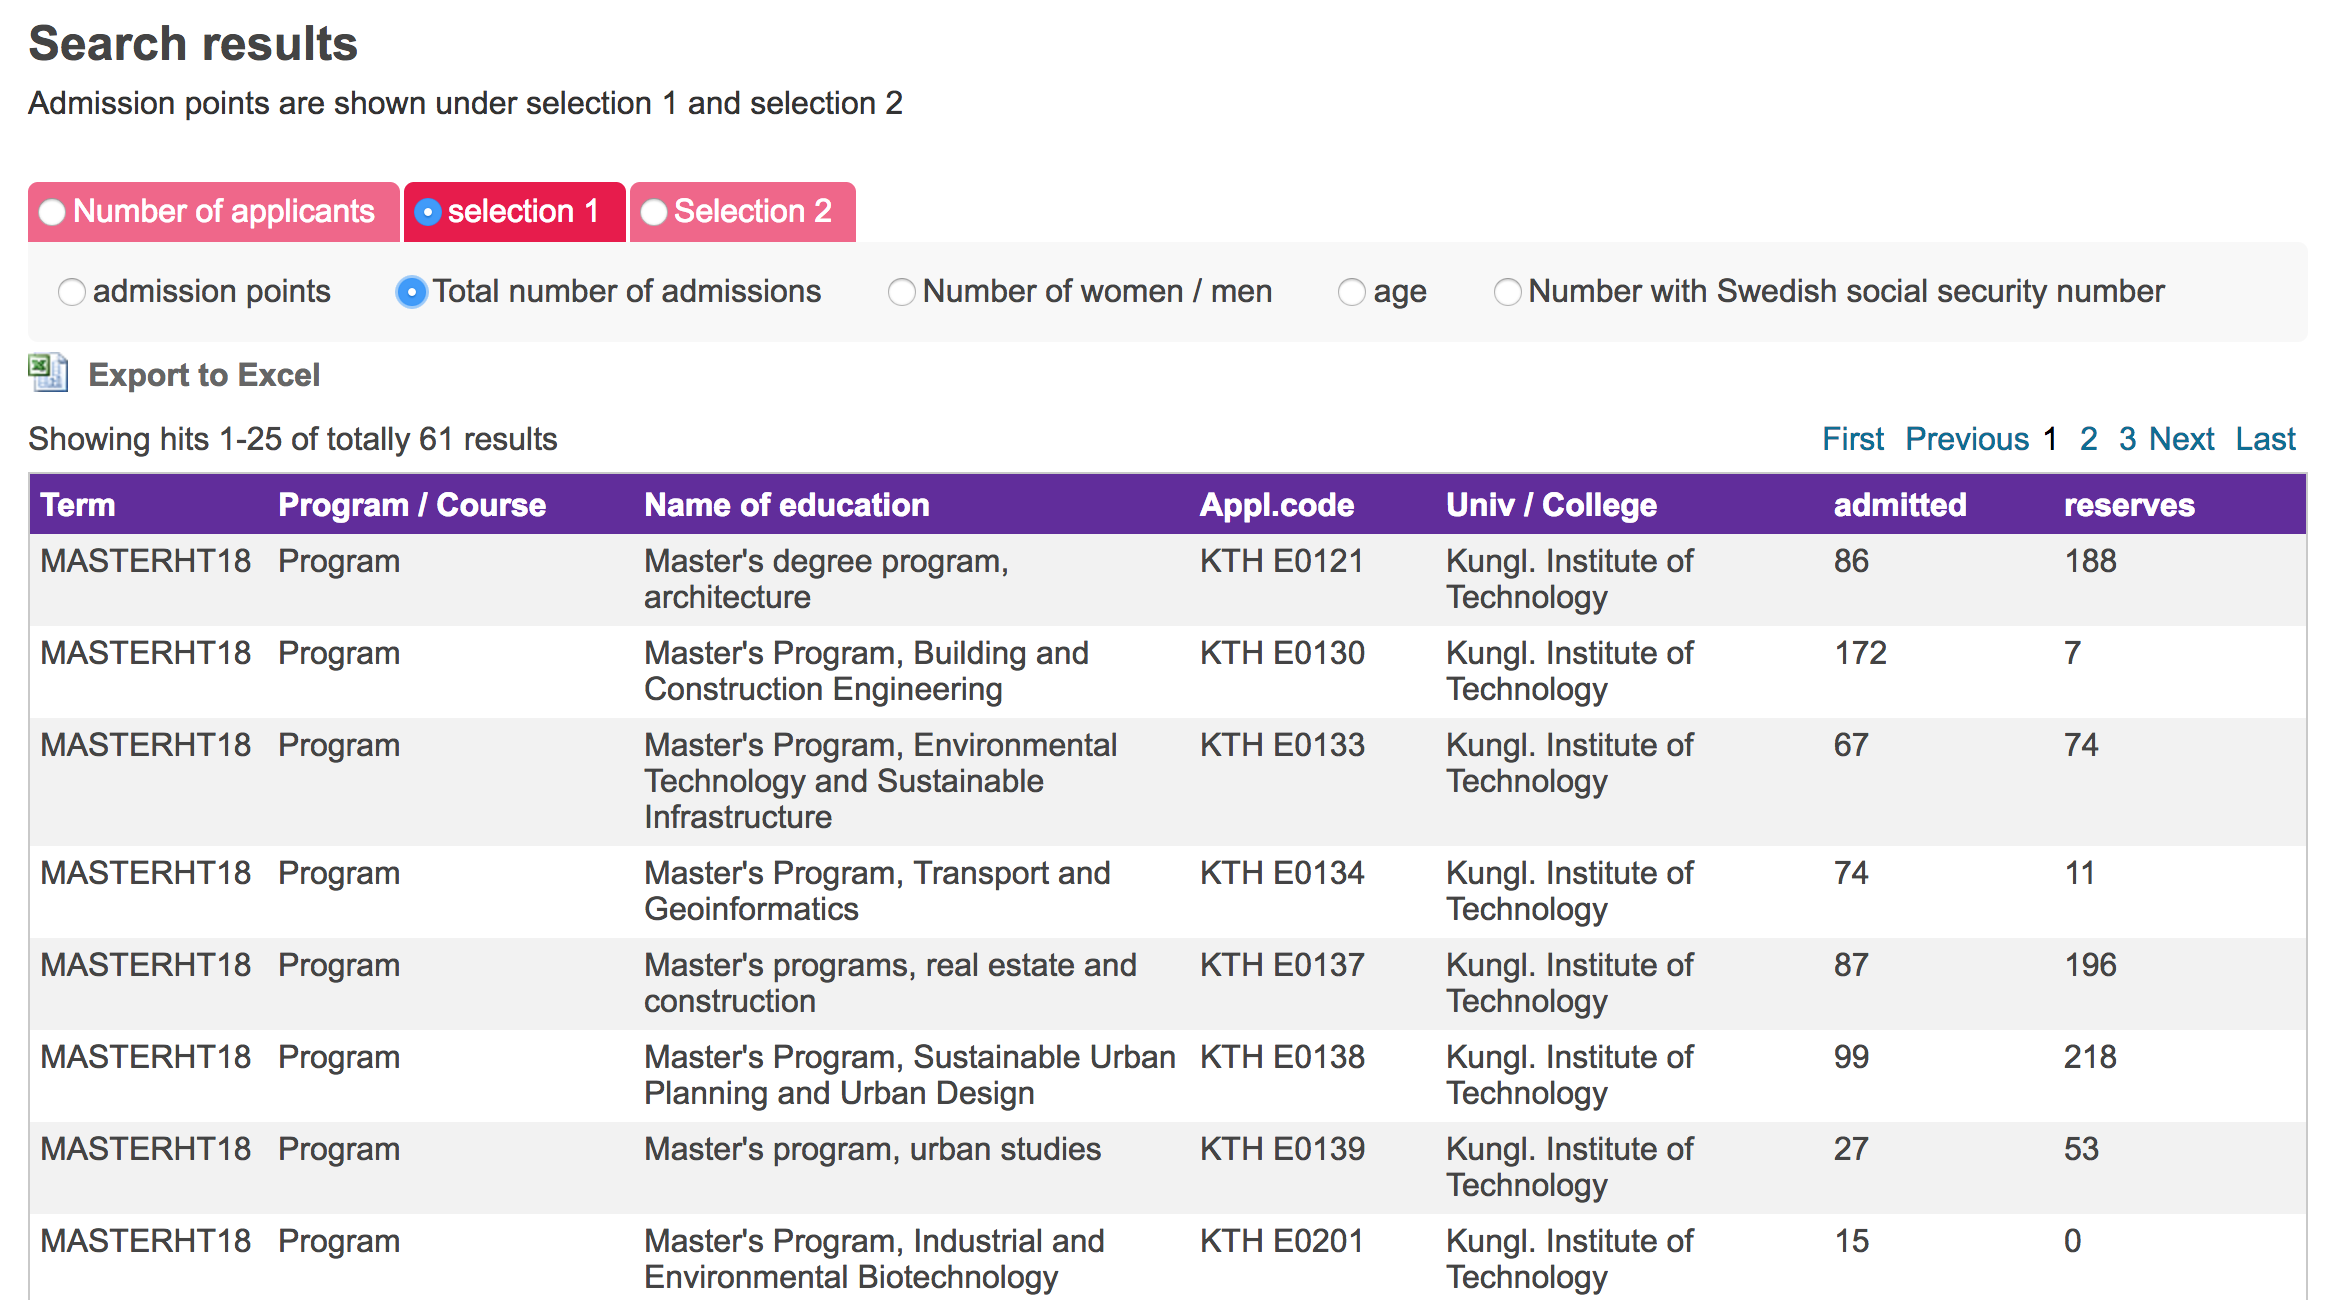 Search results
Admission points are shown under selection 1 and selection 2
Number of applicants selection 1 Selection 2
admission points Total number of admissions Number of women / men age Number with Swedish social security number
Export to Excel
Showing hits 1-25 of totally 61 results First Previous 1 2 3 Next Last
Term Program / Course Name of education Appl.code Univ / College admitted reserves
MASTERHT18 Program Master's degree program, KTH E0121 Kungl. Institute of 86 188
architecture Technology
MASTERHT18 Program Master's Program, Building and KTH E0130 Kungl. Institute of 172 7
Construction Engineering Technology
MASTERHT18 Program Master's Program, Environmental KTH E0133 Kungl. Institute of 67 74
Technology and Sustainable Technology
Infrastructure
MASTERHT18 Program Master's Program, Transport and KTH E0134 Kungl. Institute of 74 11
Geoinformatics Technology
MASTERHT18 Program Master's programs, real estate and KTH E0137 Kungl. Institute of 87 196
construction Technology
MASTERHT18 Program Master's Program, Sustainable Urban KTH E0138 Kungl. Institute of 99 218
Planning and Urban Design Technology
MASTERHT18 Program Master's program, urban studies KTH E0139 Kungl. Institute of 27 53
Technology
MASTERHT18 Program Master's Program, Industrial and KTH E0201 Kungl. Institute of 15 0
Environmental Biotechnology Technology